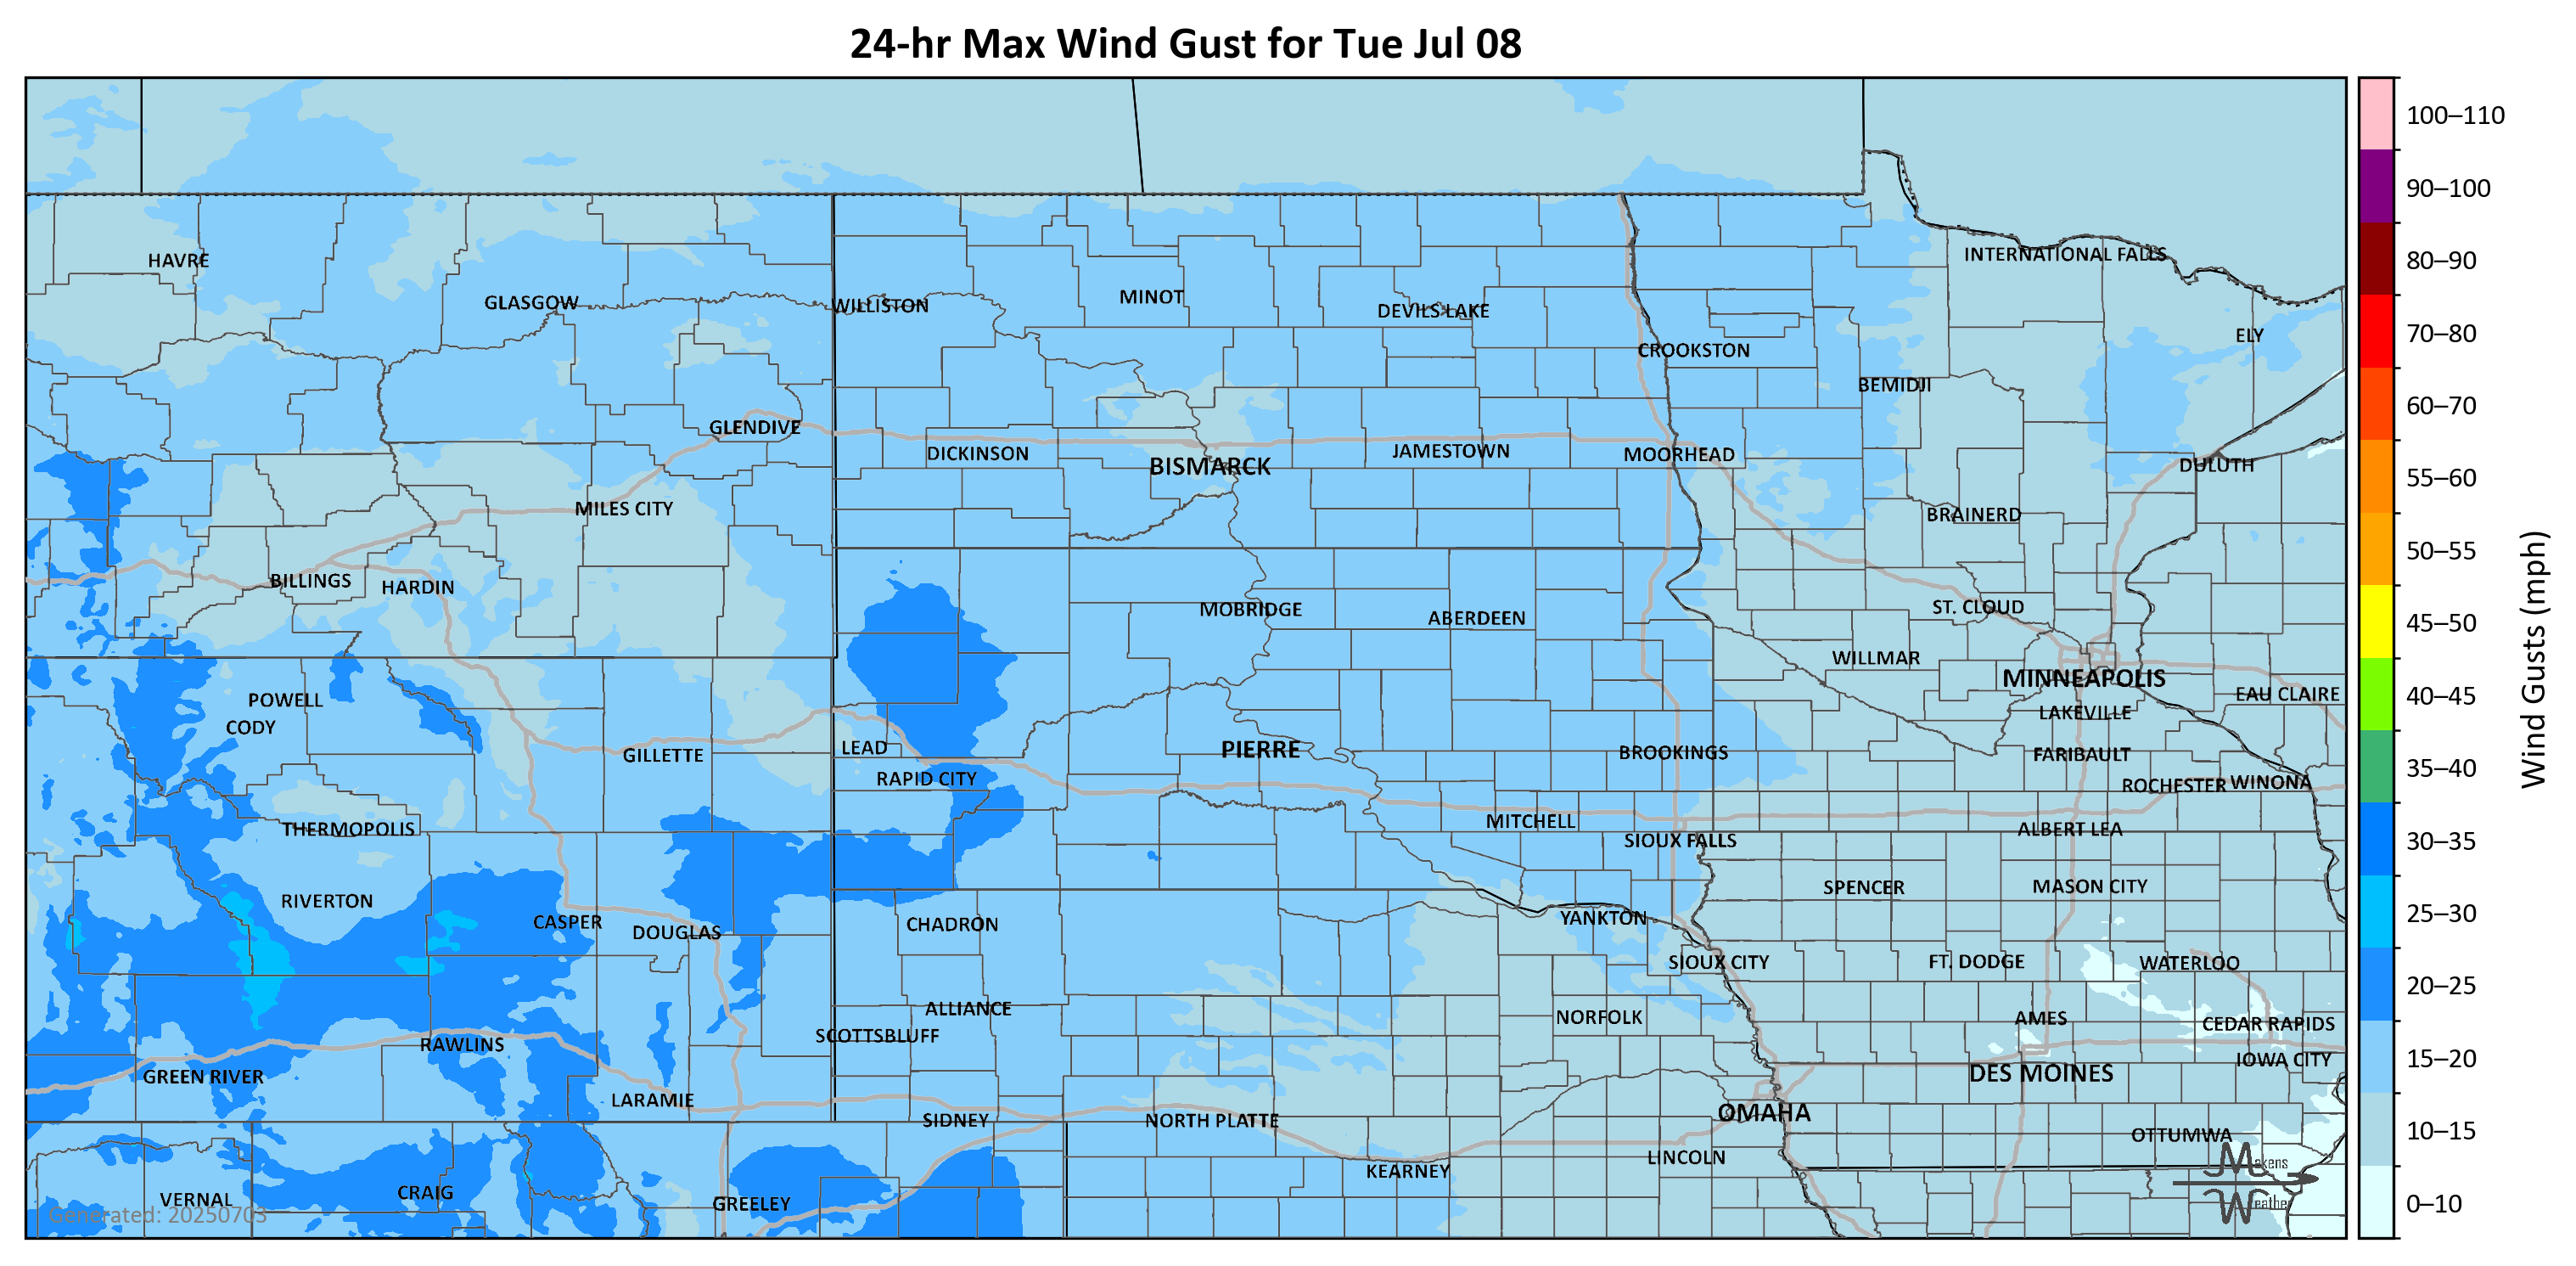 24-hr Max Wind Gust for Tue Jul 08
100–110
90–100
80–90
70–80
60–70
55–60
50–55
45–50
40–45
35–40
30–35
25–30
20–25
15–20
10–15
0–10
Wind Gusts (mph)
HAVRE
GLASGOW
WILLISTON
MINOT
DEVILS LAKE
INTERNATIONAL FALLS
ELY
CROOKSTON
BEMIDJI
GLENDIVE
DICKINSON
BISMARCK
JAMESTOWN
MOORHEAD
DULUTH
MILES CITY
BRAINERD
BILLINGS
HARDIN
MOBRIDGE
ABERDEEN
ST. CLOUD
WILLMAR
MINNEAPOLIS
EAU CLAIRE
POWELL
CODY
LAKEVILLE
GILLETTE
LEAD
PIERRE
BROOKINGS
FARIBAULT
RAPID CITY
ROCHESTER
WINONA
THERMOPOLIS
MITCHELL
SIOUX FALLS
ALBERT LEA
RIVERTON
SPENCER
MASON CITY
CASPER
DOUGLAS
CHADRON
YANKTON
SIOUX CITY
FT. DODGE
WATERLOO
ALLIANCE
NORFOLK
AMES
CEDAR RAPIDS
SCOTTSBLUFF
RAWLINS
IOWA CITY
GREEN RIVER
DES MOINES
LARAMIE
SIDNEY
NORTH PLATTE
OMAHA
OTTUMWA
KEARNEY
LINCOLN
VERNAL
CRAIG
GREELEY
Makens
Weather
Generated: 20250703